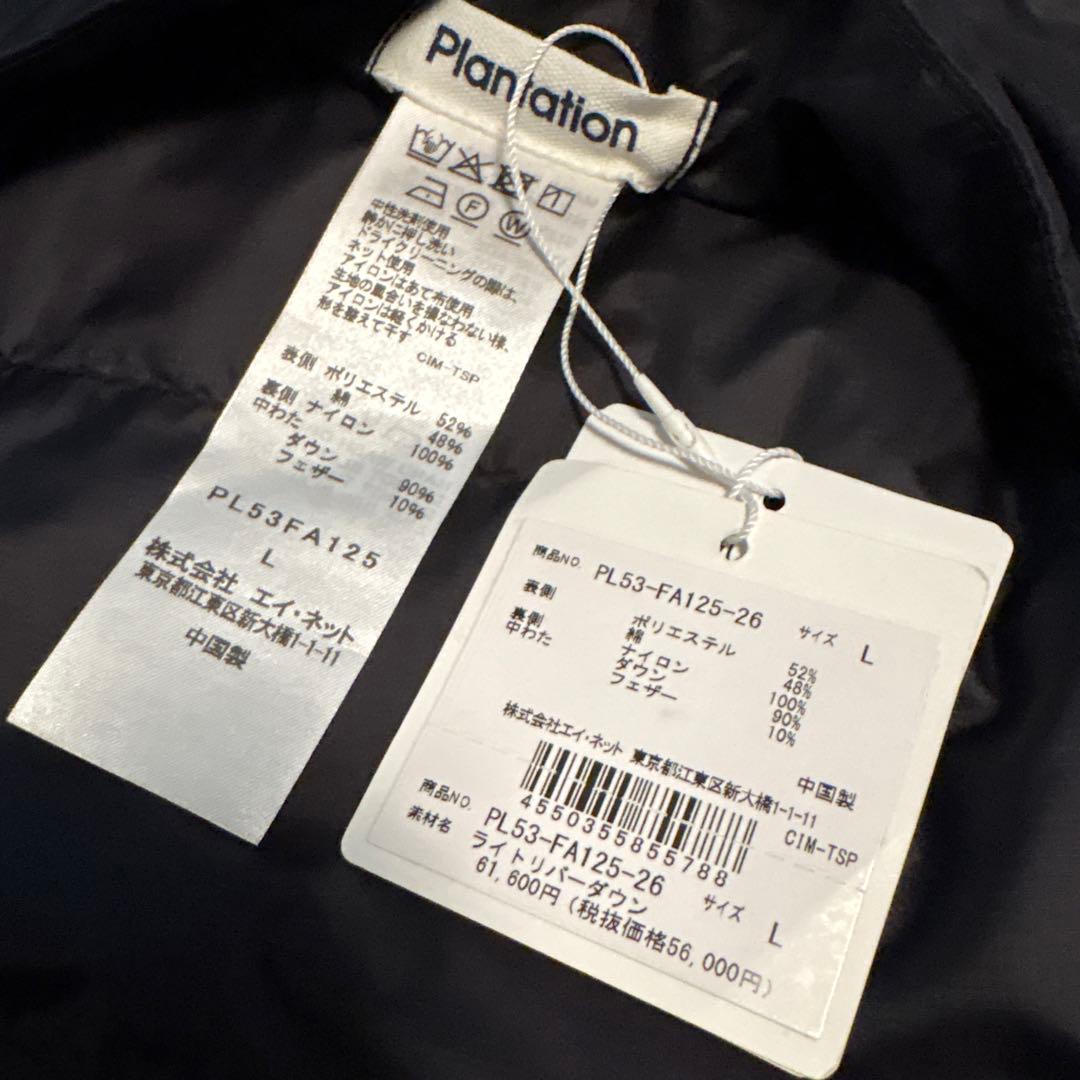 Plantation
F
W
中性洗剤使用
静かに押し洗い
ドライクリーニングの際は、
ネット使用
アイロンはあて布使用
生地の風合いを損なわない様、
アイロンは軽くかける
形を整えて干す
CIM-TSP
表側 ポリエステル 52%
綿 48%
裏側 ナイロン 100%
中わた
ダウン 90%
フェザー 10%
PL53FA125
L
株式会社 エイ・ネット
東京都江東区新大橋1-1-11
中国製
商品NO. PL53-FA125-26 サイズ L
表側 ポリエステル 52%
綿 48%
裏側 ナイロン 100%
中わた ダウン 90%
フェザー 10%
中国製
株式会社エイ・ネット 東京都江東区新大橋1-1-11
CIM-TSP
4550355855788
商品NO. PL53-FA125-26 サイズ L
素材名 ライトリバーダウン
61,600円(税抜価格56,000円)